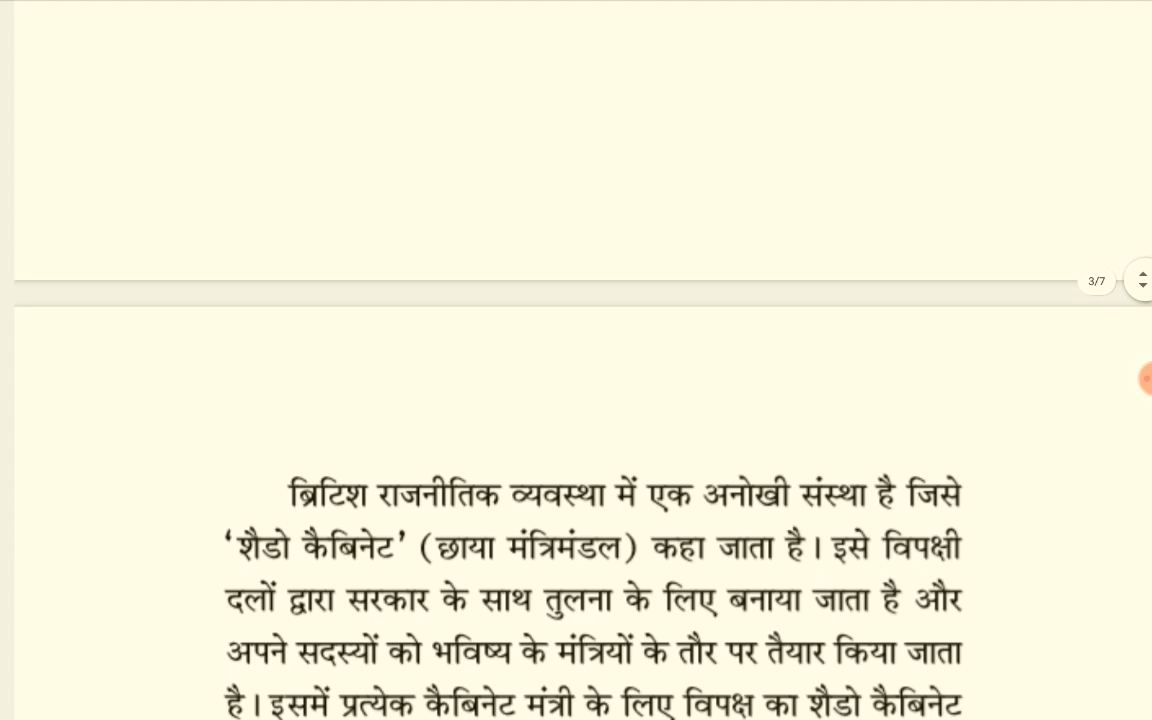 3/7
ब्रिटिश राजनीतिक व्यवस्था में एक अनोखी संस्था है जिसे
‘शैडो कैबिनेट’ (छाया मंत्रिमंडल) कहा जाता है। इसे विपक्षी
दलों द्वारा सरकार के साथ तुलना के लिए बनाया जाता है और
अपने सदस्यों को भविष्य के मंत्रियों के तौर पर तैयार किया जाता
है। इसमें प्रत्येक कैबिनेट मंत्री के लिए विपक्ष का शैडो कैबिनेट